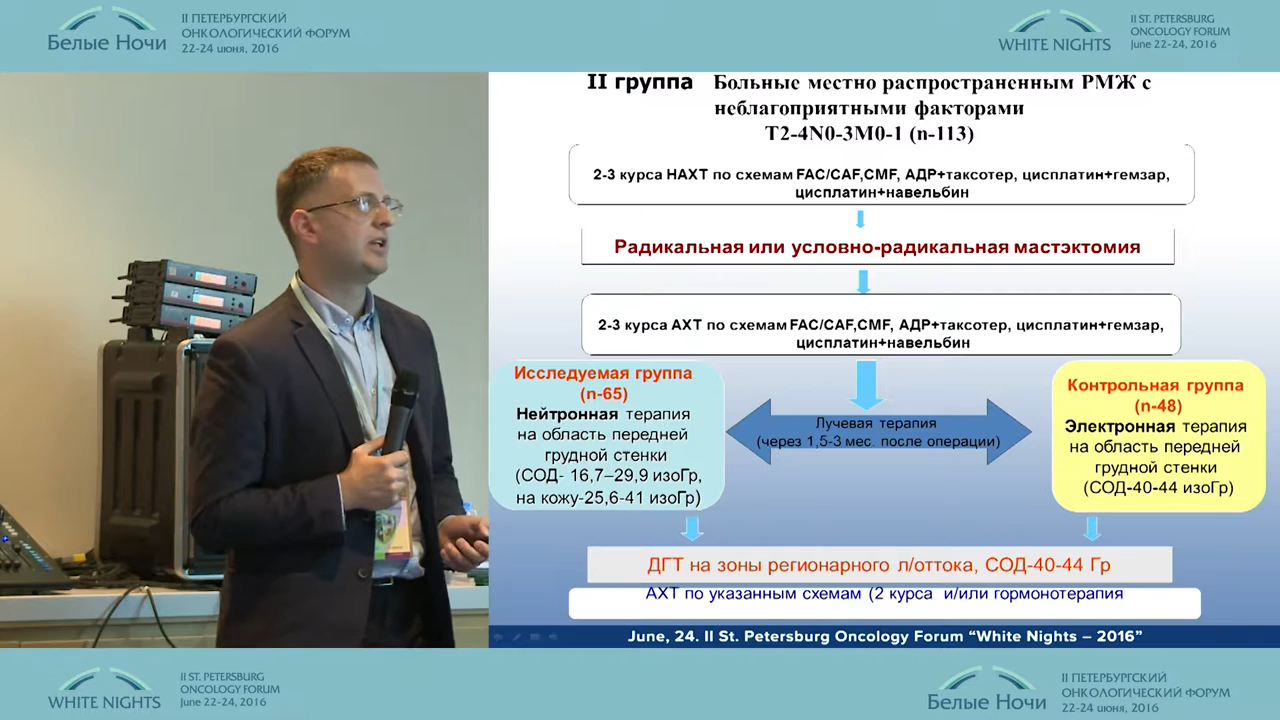 Белые Ночи
II ПЕТЕРБУРГСКИЙ
ОНКОЛОГИЧЕСКИЙ ФОРУМ
22-24 июня, 2016
WHITE NIGHTS
II ST. PETERSBURG
ONCOLOGY FORUM
June 22-24, 2016
II группа Больные местно распространенным РМЖ с
неблагоприятными факторами
T2-4N0-3M0-1 (n-113)
2-3 курса НАХТ по схемам FAC/CAF,CMF, АДР+таксотер, цисплатин+гемзар,
цисплатин+навельбин
Радикальная или условно-радикальная мастэктомия
2-3 курса АХТ по схемам FAC/CAF,CMF, АДР+таксотер, цисплатин+гемзар,
цисплатин+навельбин
Исследуемая группа
(n-65)
Нейтронная терапия
на область передней
грудной стенки
(СОД- 16,7–29,9 изоГр,
на кожу-25,6-41 изоГр)
Лучевая терапия
(через 1,5-3 мес. после операции)
Контрольная группа
(n-48)
Электронная терапия
на область передней
грудной стенки
(СОД-40-44 изоГр)
ДГТ на зоны регионарного л/оттока, СОД-40-44 Гр
АХТ по указанным схемам (2 курса и/или гормонотерапия
June, 24. II St. Petersburg Oncology Forum “White Nights – 2016”
WHITE NIGHTS
II ST. PETERSBURG
ONCOLOGY FORUM
June 22-24, 2016
Белые Ночи
II ПЕТЕРБУРГСКИЙ
ОНКОЛОГИЧЕСКИЙ ФОРУМ
22-24 июня, 2016